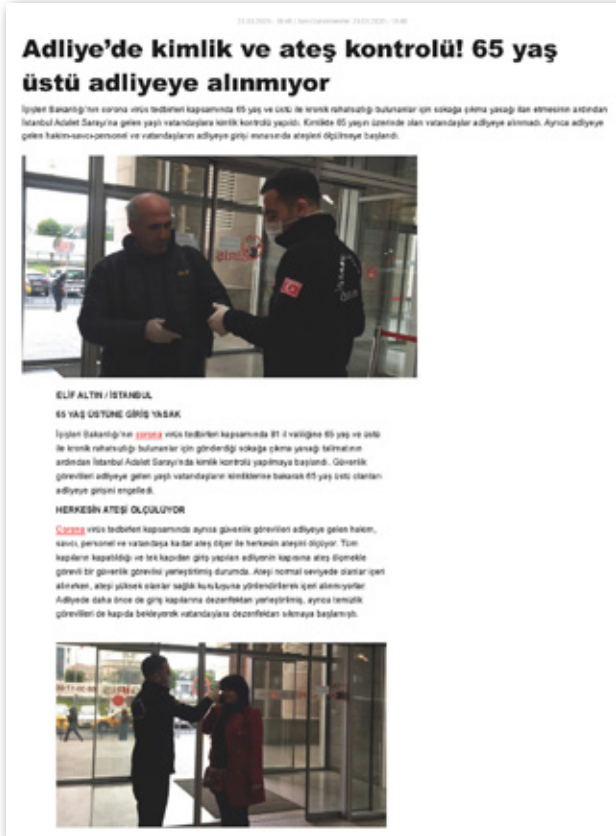 Adliye’de kimlik ve ateş kontrolü! 65 yaş
üstü adliyeye alınmıyor
İçişleri Bakanlığı'nın corona virüs tedbirleri kapsamında 65 yaş ve üstü ile kronik rahatsızlığı bulunanlar için sokağa çıkma yasağı ilan etmesinin ardından
İstanbul Adalet Sarayı'na gelen yaşlı vatandaşlara kimlik kontrolü yapıldı. Kimlikte 65 yaşın üzerinde olan vatandaşlar adliyeye alınmadı. Ayrıca adliyeye
gelen hakim-savcı-personel ve vatandaşların adliyeye girişi esnasında ateşleri ölçülmeye başlandı.
ELİF ALTIN / İSTANBUL
65 YAŞ ÜSTÜNE GİRİŞ YASAK
İçişleri Bakanlığı'nın corona virüs tedbirleri kapsamında 81 il valiliğine 65 yaş ve üstü
ile kronik rahatsızlığı bulunanlar için gönderdiği sokağa çıkma yasağı talimatının
ardından İstanbul Adalet Sarayı'nda kimlik kontrolü yapılmaya başlandı. Güvenlik
görevlileri adliyeye gelen yaşlı vatandaşların kimliklerine bakarak 65 yaş üstü olanları
adliyeye girişini engelledi.
HERKESİN ATEŞİ ÖLÇÜLÜYOR
Corona virüs tedbirleri kapsamında ayrıca güvenlik görevlileri adliyeye gelen hakim,
savcı, personel ve vatandaşa kadar ateş ölçer ile herkesin ateşini ölçüyor. Tüm
kapıların kapatıldığı ve tek kapıdan giriş yapılan adliyenin kapısına ateş ölçmekle
görevli bir güvenlik görevlisi yerleştirilmiş durumda. Ateşi normal seviyede olanlar içeri
alınırken, ateşi yüksek olanlar sağlık kuruluşuna yönlendirilerek içeri alınmıyorlar.
Adliyede daha önce de giriş kapılarına dezenfektan yerleştirilmiş, ayrıca temizlik
görevlileri de kapıda bekleyerek vatandaşlara dezenfektan sıkmaya başlamıştı.